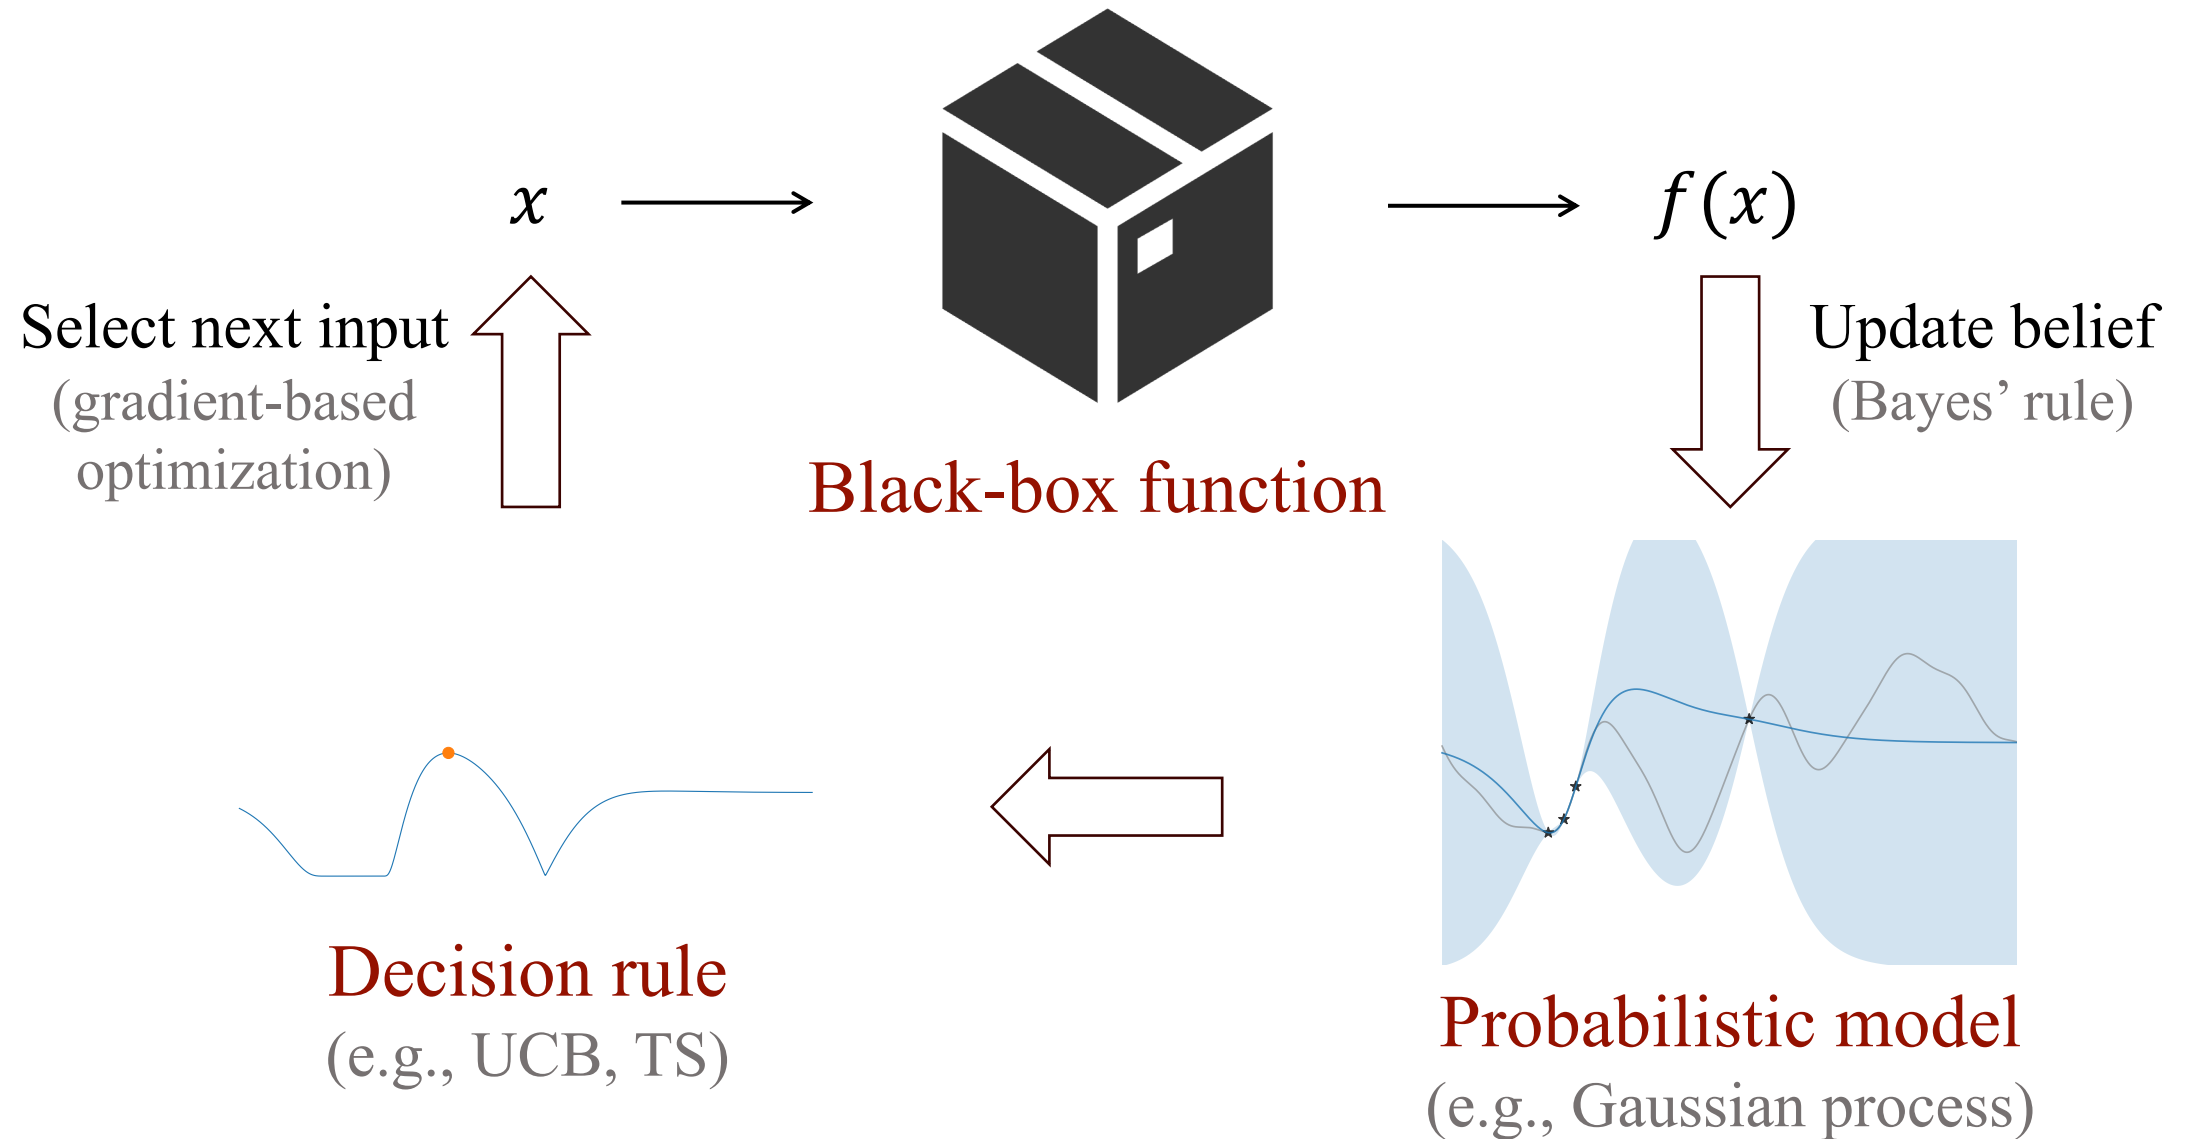 x
f(x)
Select next input
(gradient-based
optimization)
Update belief
(Bayes’ rule)
Black-box function
Decision rule
(e.g., UCB, TS)
Probabilistic model
(e.g., Gaussian process)